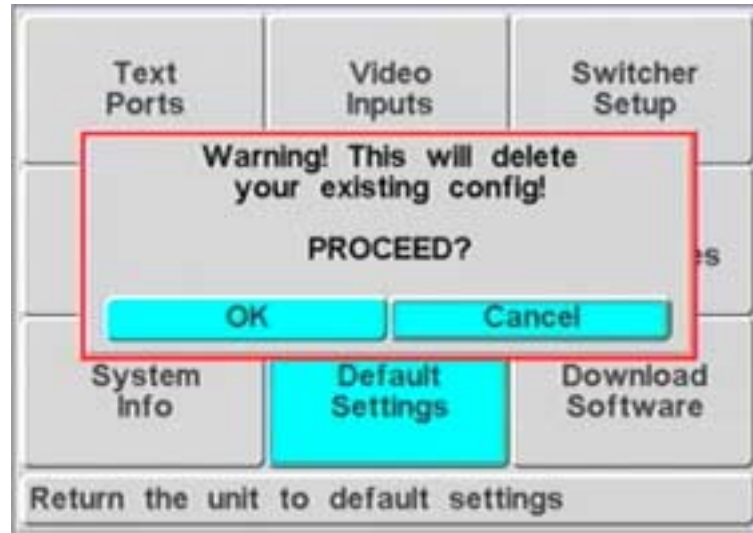 Text
Ports
Video
Inputs
Switcher
Setup
Warning! This will delete
your existing config!
PROCEED?
es
OK
Cancel
System
Info
Default
Settings
Download
Software
Return the unit to default settings